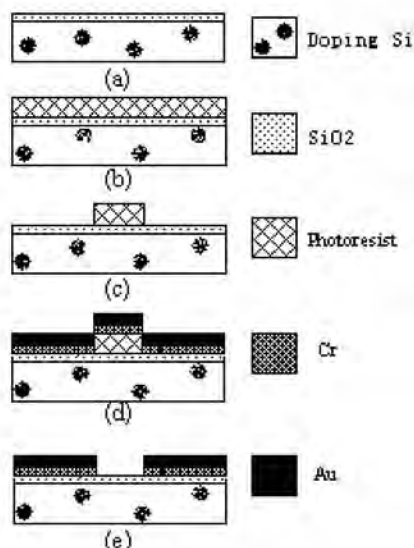 (a)
Doping Si
(b)
SiO2
(c)
Photoresist
(d)
Cr
(e)
Au